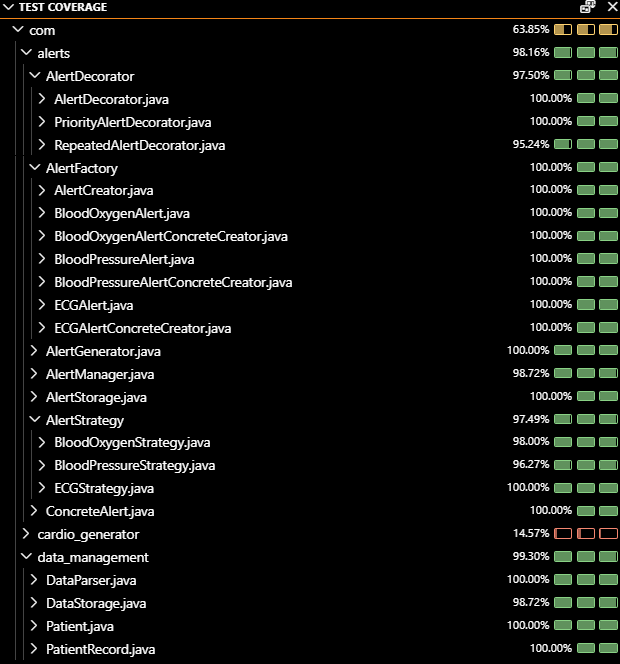 TEST COVERAGE
com 63.85%
alerts 98.16%
AlertDecorator 97.50%
AlertDecorator.java 100.00%
PriorityAlertDecorator.java 100.00%
RepeatedAlertDecorator.java 95.24%
AlertFactory 100.00%
AlertCreator.java 100.00%
BloodOxygenAlert.java 100.00%
BloodOxygenAlertConcreteCreator.java 100.00%
BloodPressureAlert.java 100.00%
BloodPressureAlertConcreteCreator.java 100.00%
ECGAlert.java 100.00%
ECGAlertConcreteCreator.java 100.00%
AlertGenerator.java 100.00%
AlertManager.java 98.72%
AlertStorage.java 100.00%
AlertStrategy 97.49%
BloodOxygenStrategy.java 98.00%
BloodPressureStrategy.java 96.27%
ECGStrategy.java 100.00%
ConcreteAlert.java 100.00%
cardio_generator 14.57%
data_management 99.30%
DataParser.java 100.00%
DataStorage.java 98.72%
Patient.java 100.00%
PatientRecord.java 100.00%